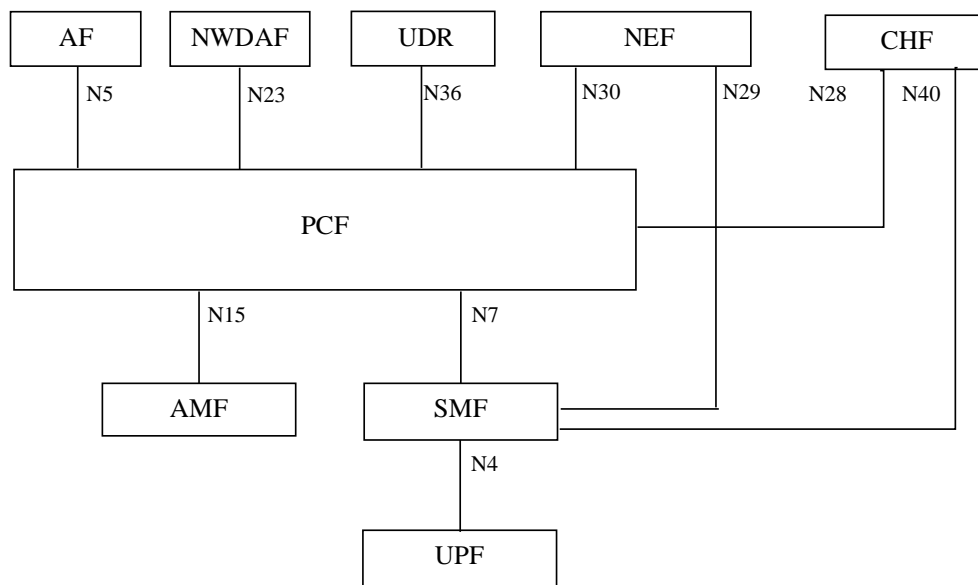 AF
NWDAF
UDR
NEF
CHF
N5
N23
N36
N30
N29
N28
N40
PCF
N15
N7
AMF
SMF
N4
UPF